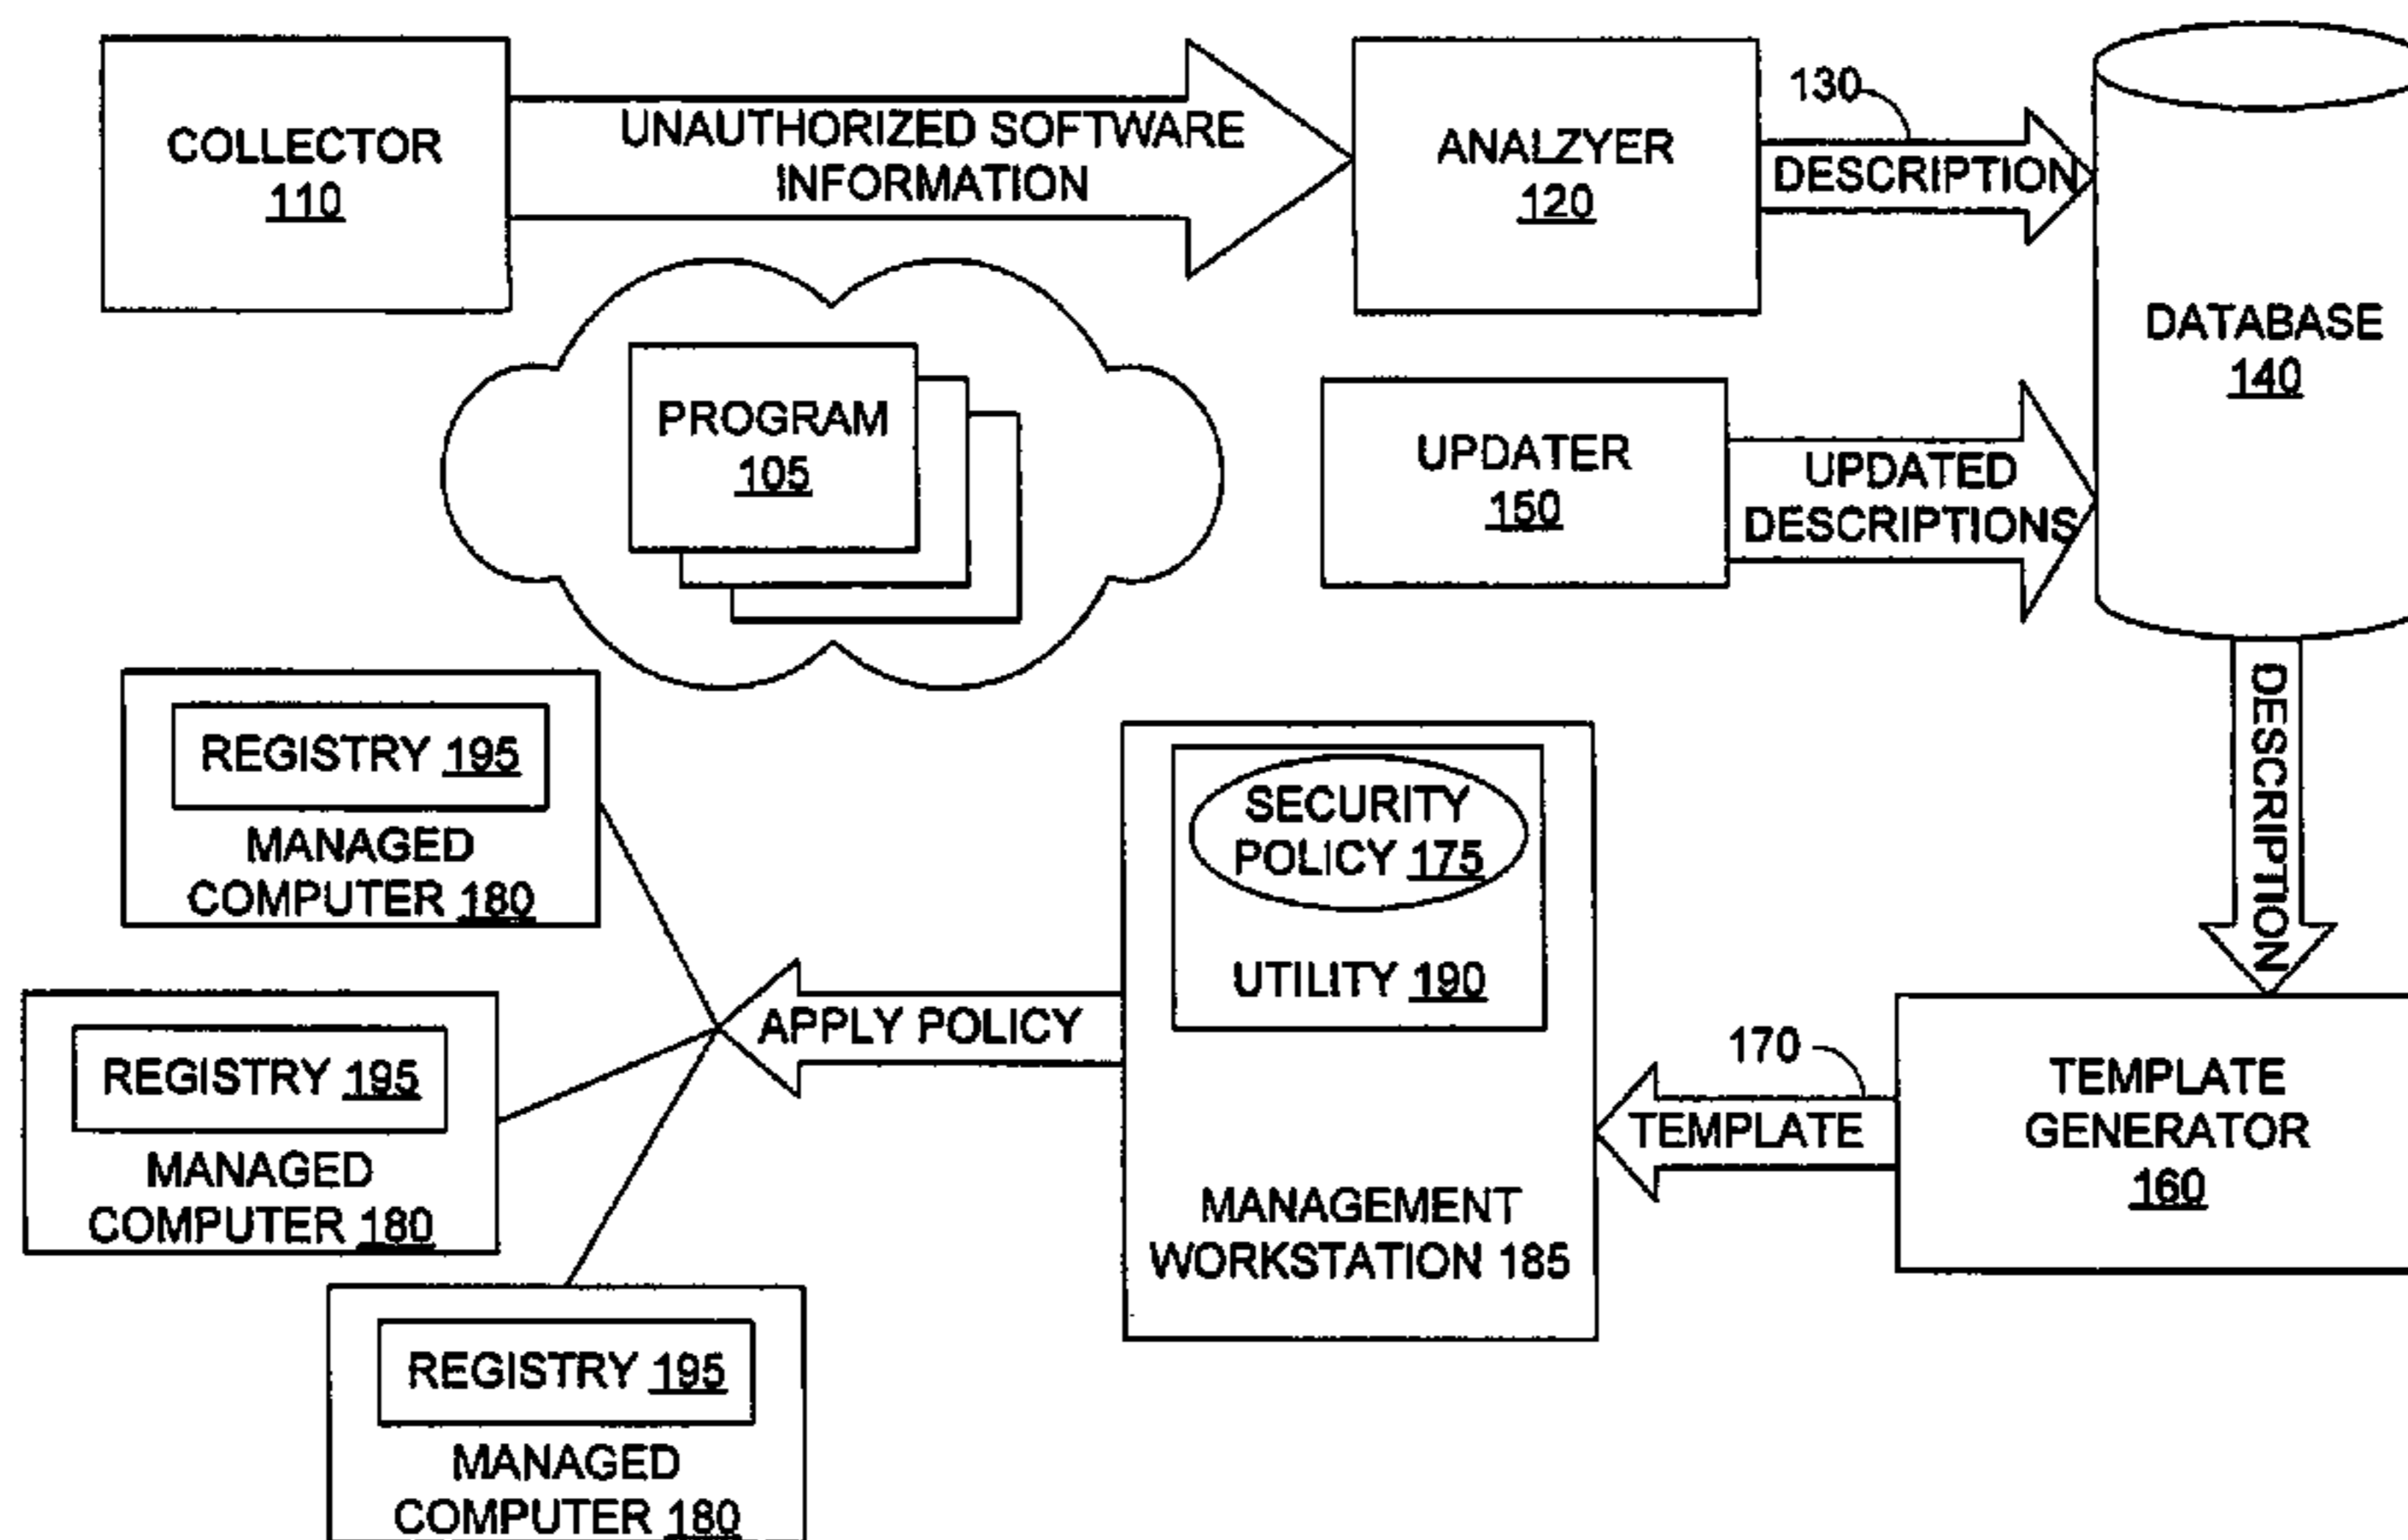 COLLECTOR
110
UNAUTHORIZED SOFTWARE
INFORMATION
ANALZYER
120
130
DESCRIPTION
DATABASE
140
PROGRAM
105
UPDATER
150
UPDATED
DESCRIPTIONS
DESCRIPTION
REGISTRY 195
MANAGED
COMPUTER 180
SECURITY
POLICY 175
UTILITY 190
MANAGEMENT
WORKSTATION 185
APPLY POLICY
170
TEMPLATE
TEMPLATE
GENERATOR
160
REGISTRY 195
MANAGED
COMPUTER 180
REGISTRY 195
MANAGED
COMPUTER 180